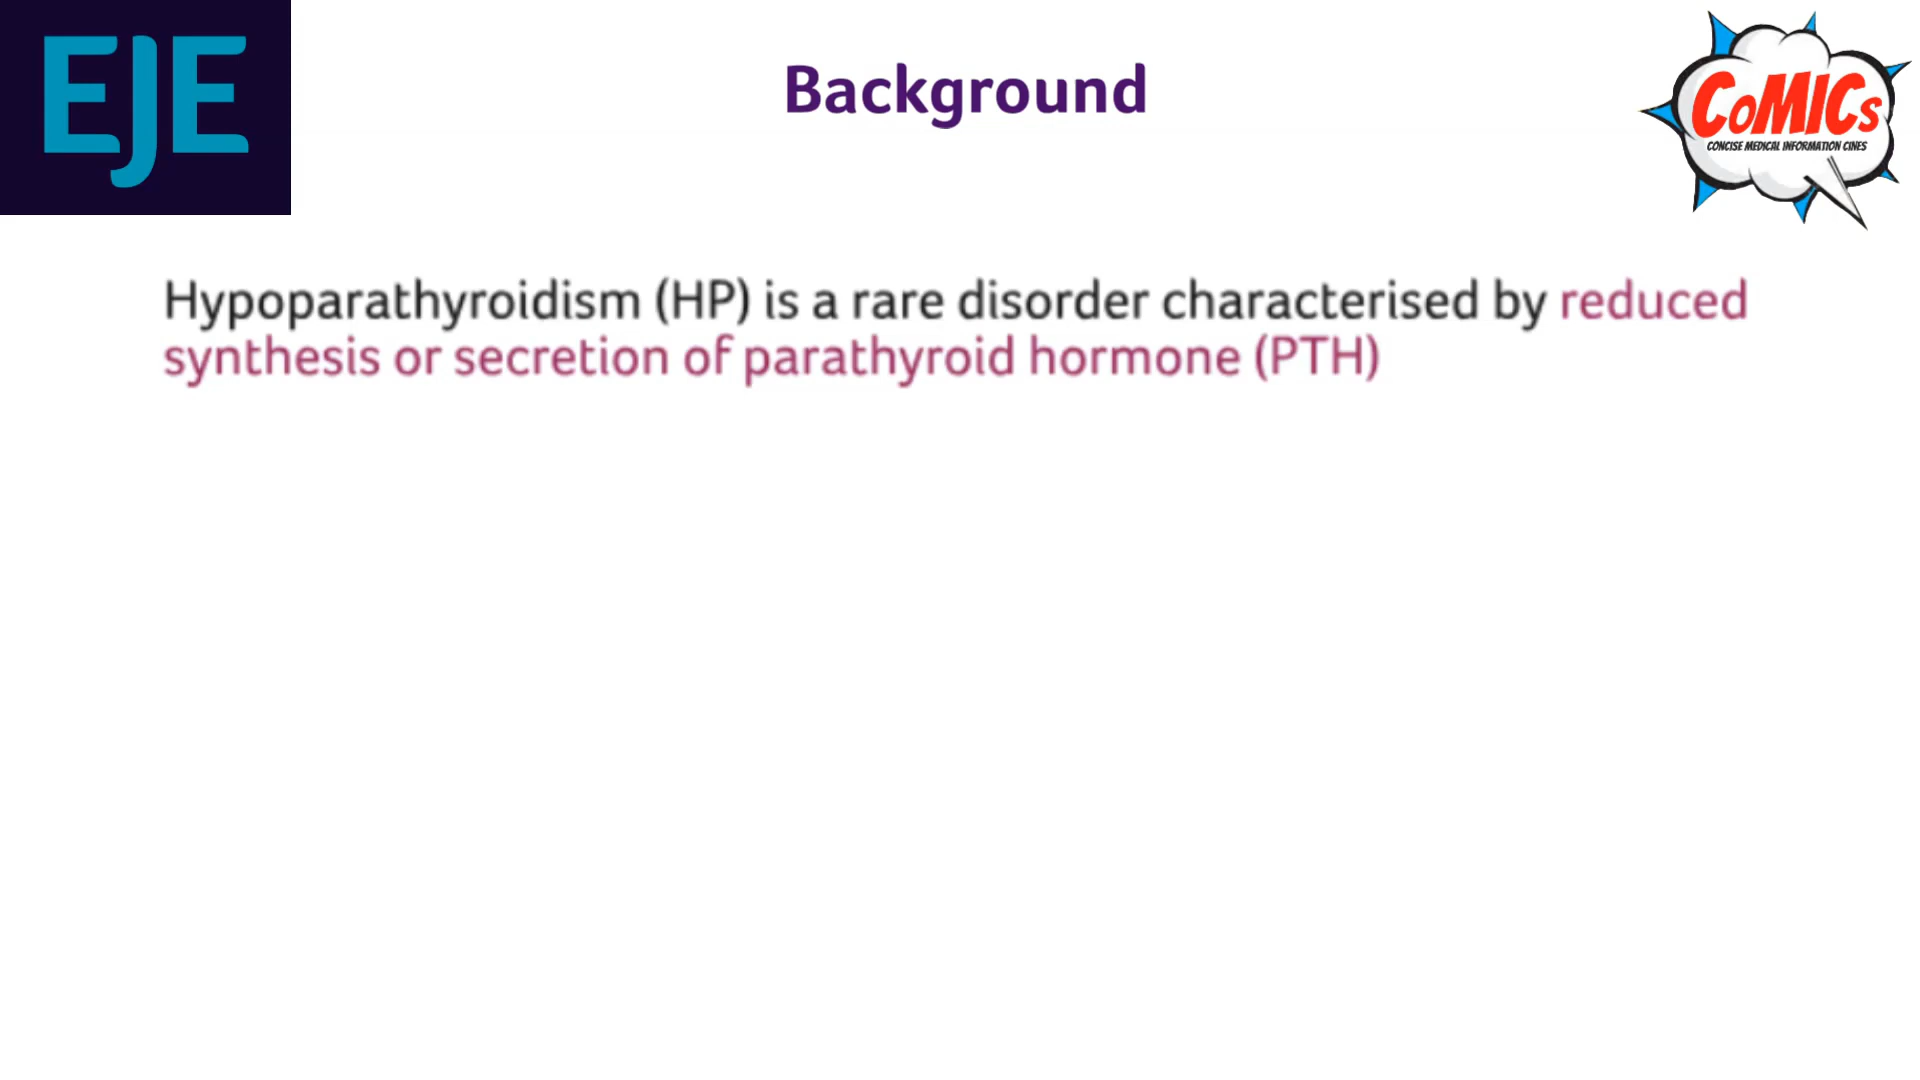 EJE
Background
CoMICs
CONCISE MEDICAL INFORMATION CINES
Hypoparathyroidism (HP) is a rare disorder characterised by reduced
synthesis or secretion of parathyroid hormone (PTH)